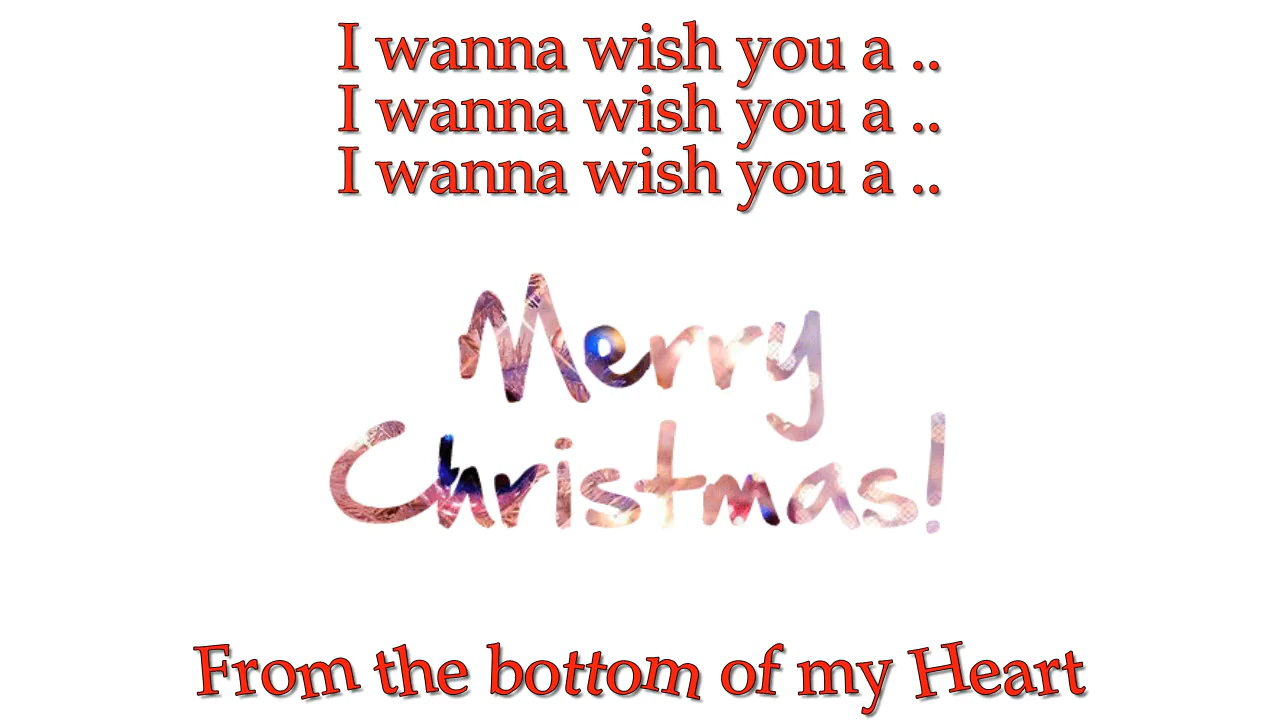 I wanna wish you a ..
I wanna wish you a ..
I wanna wish you a ..
Merry
Christmas!
From the bottom of my Heart